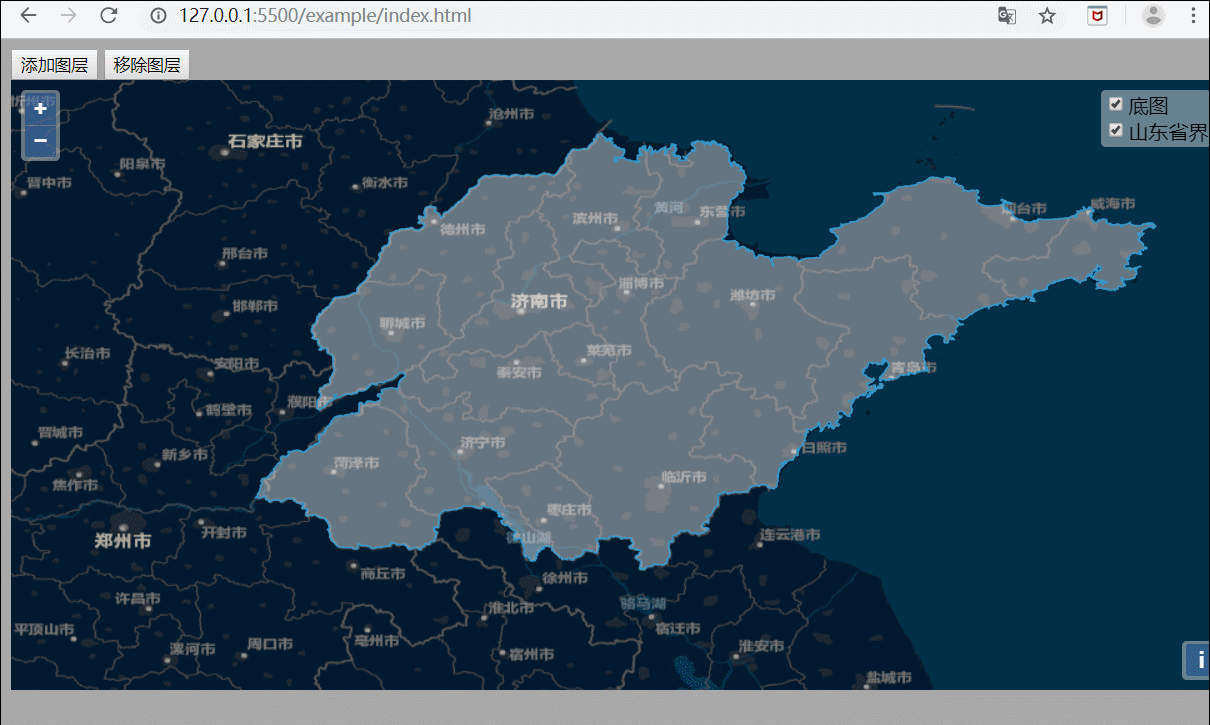 127.0.0.1:5500/example/index.html
添加图层 移除图层
+
−
底图
山东省界
沧州市
石家庄市
阳泉市
衡水市
晋中市
威海市
黄河
东营市
滨州市
德州市
邢台市
淄博市
潍坊市
济南市
邯郸市
聊城市
莱芜市
长治市
安阳市
泰安市
青岛市
濮阳市
鹤壁市
晋城市
济宁市
日照市
新乡市
菏泽市
临沂市
焦作市
枣庄市
开封市
连云港市
郑州市
商丘市
徐州市
许昌市
淮北市
骆马湖
平顶山市
宿迁市
亳州市
周口市
淮安市
漯河市
宿州市
盐城市
i